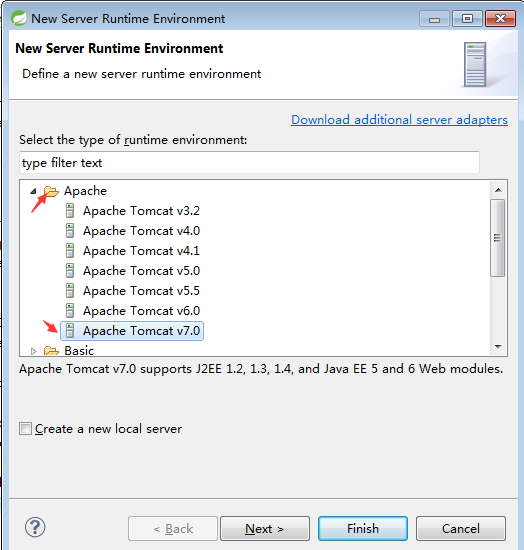 New Server Runtime Environment
New Server Runtime Environment
Define a new server runtime environment
Download additional server adapters
Select the type of runtime environment:
type filter text
Apache
Apache Tomcat v3.2
Apache Tomcat v4.0
Apache Tomcat v4.1
Apache Tomcat v5.0
Apache Tomcat v5.5
Apache Tomcat v6.0
Apache Tomcat v7.0
Basic
Apache Tomcat v7.0 supports J2EE 1.2, 1.3, 1.4, and Java EE 5 and 6 Web modules.
Create a new local server
? < Back Next > Finish Cancel